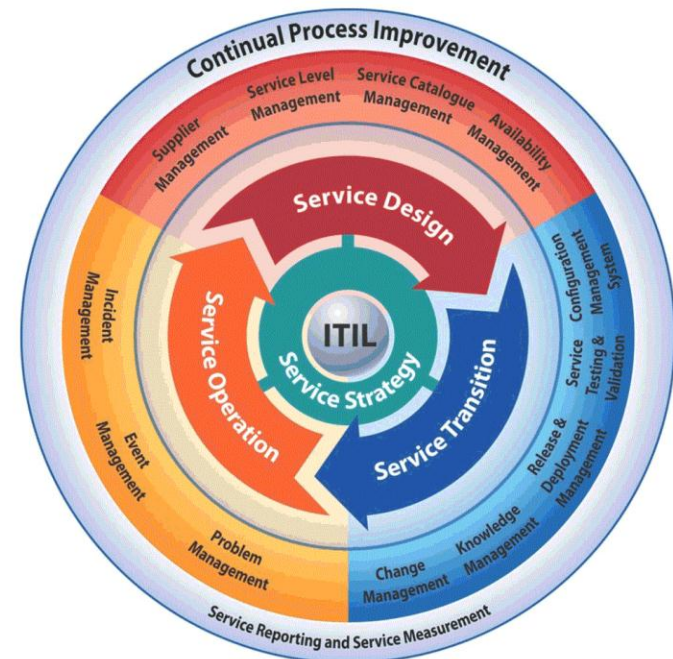 Continual Process Improvement
Supplier
Management
Service Level
Management
Service Catalogue
Management
Availability
Management
Service Design
Configuration
Management
System
Service
Testing &
Validation
Release &
Deployment
Management
Knowledge
Management
Change
Management
Service Transition
Incident
Management
Event
Management
Problem
Management
Service Operation
ITIL
Service Strategy
Service Reporting and Service Measurement